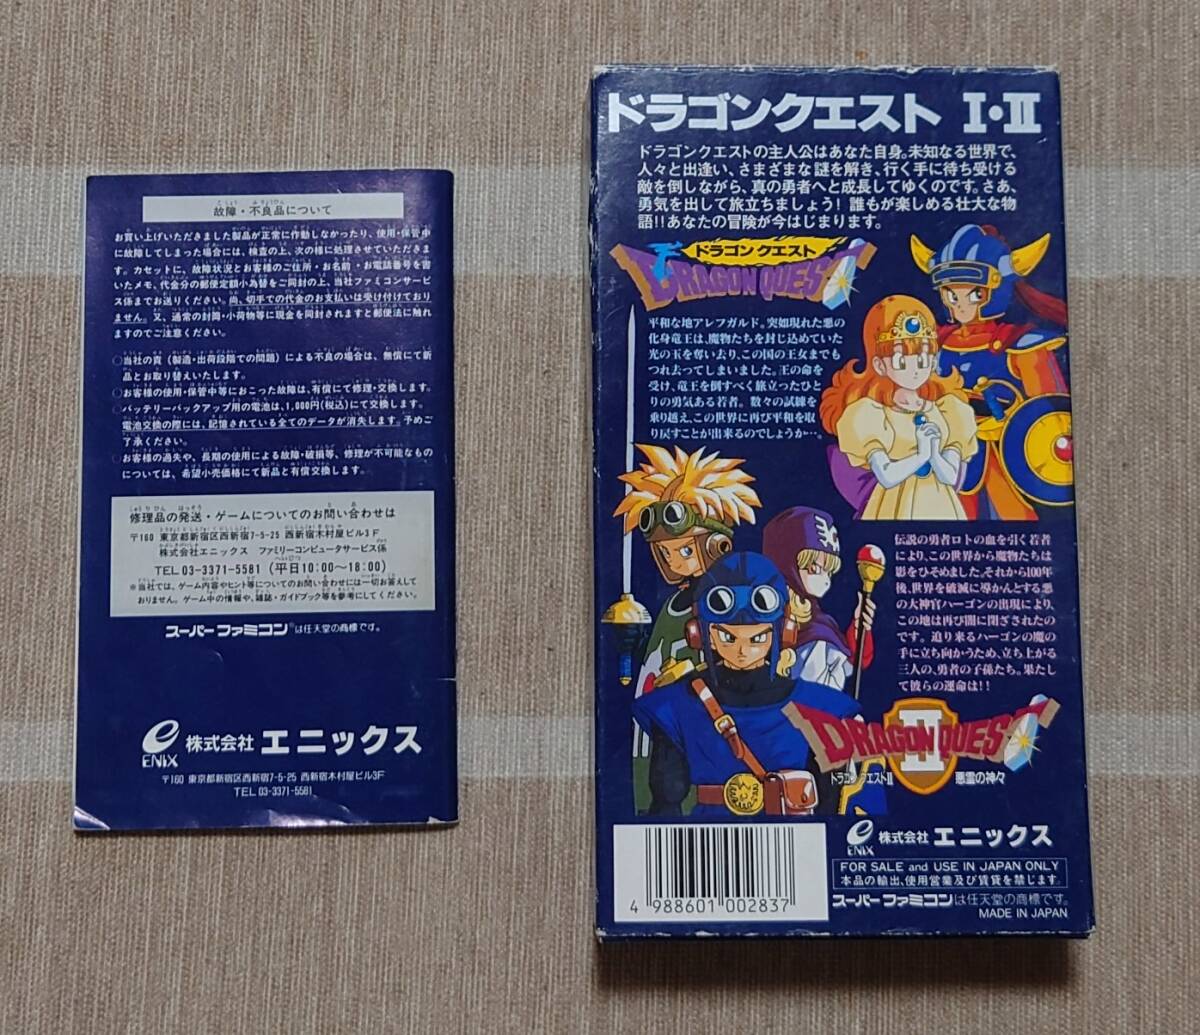 故障・不良品について
お買い上げいただきました製品が正常に作動しなかったり、使用・保管中
に故障してしまった場合には、検査の上、次の様に処理させていただきま
す。カセットに、故障状況とお客様のご住所・お名前・お電話番号を書
いたメモ、代金分の郵便定額小為替をご同封の上、当社ファミコンサービ
ス係までお送りください。尚、切手での代金のお支払いは受け付けており
ません。又、通常の封筒・小荷物等に現金を同封されますと郵便法に触れ
ますのでご注意ください。
○当社の責(製造・出荷段階での問題)による不良の場合は、無償にて新
品とお取り替えいたします。
○お客様の使用・保管中等におこった故障は、有償にて修理・交換します。
○バッテリーバックアップ用の電池は、1,000円(税込)にて交換します。
電池交換の際には、記憶されている全てのデータが消失します。予めご
了承ください。
○お客様の過失や、長期の使用による故障・破損等、修理が不可能なもの
については、希望小売価格にて新品と有償交換します。
修理品の発送・ゲームについてのお問い合わせは
〒160 東京都新宿区西新宿7-5-25 西新宿木村屋ビル3F
株式会社エニックス ファミリーコンピュータサービス係
TEL 03-3371-5581 (平日10:00〜18:00)
※当社では、ゲーム内容やヒント等についてのお問い合わせには一切お答えして
おりません。ゲーム中の情報や、雑誌・ガイドブック等を参考にしてください。
スーパーファミコン®は任天堂の商標です。
ENIX 株式会社 エニックス
〒160 東京都新宿区西新宿7-5-25 西新宿木村屋ビル3F
TEL 03-3371-5581
ドラゴンクエスト I・II
ドラゴンクエストの主人公はあなた自身。未知なる世界で、
人々と出逢い、さまざまな謎を解き、行く手に待ち受ける
敵を倒しながら、真の勇者へと成長してゆくのです。さあ、
勇気を出して旅立ちましょう! 誰もが楽しめる壮大な物
語!!あなたの冒険が今はじまります。
ドラゴンクエスト
DRAGON QUEST
平和な地アレフガルド。突如現れた悪の
化身竜王は、魔物たちを封じ込めていた
光の玉を奪い去り、この国の王女までも
つれ去ってしまいました。王の命を
受け、竜王を倒すべく旅立ったひと
りの勇気ある若者。数々の試練を
乗り越え、この世界に再び平和を取
り戻すことが出来るのでしょうか…。
伝説の勇者ロトの血を引く若者
により、この世界から魔物たちは
影をひそめました。それから100年
後、世界を破滅に導かんとする悪
の大神官ハーゴンの出現により、
この地は再び闇に閉ざされたの
です。迫り来るハーゴンの魔の
手に立ち向かうため、立ち上がる
三人の、勇者の子孫たち。果たし
て彼らの運命は!!
DRAGON QUEST II
ドラゴンクエストII 悪霊の神々
ENIX 株式会社 エニックス
FOR SALE and USE IN JAPAN ONLY
本品の輸出、使用営業及び賃貸を禁じます。
スーパーファミコンは任天堂の商標です。
MADE IN JAPAN
4 988601 002837